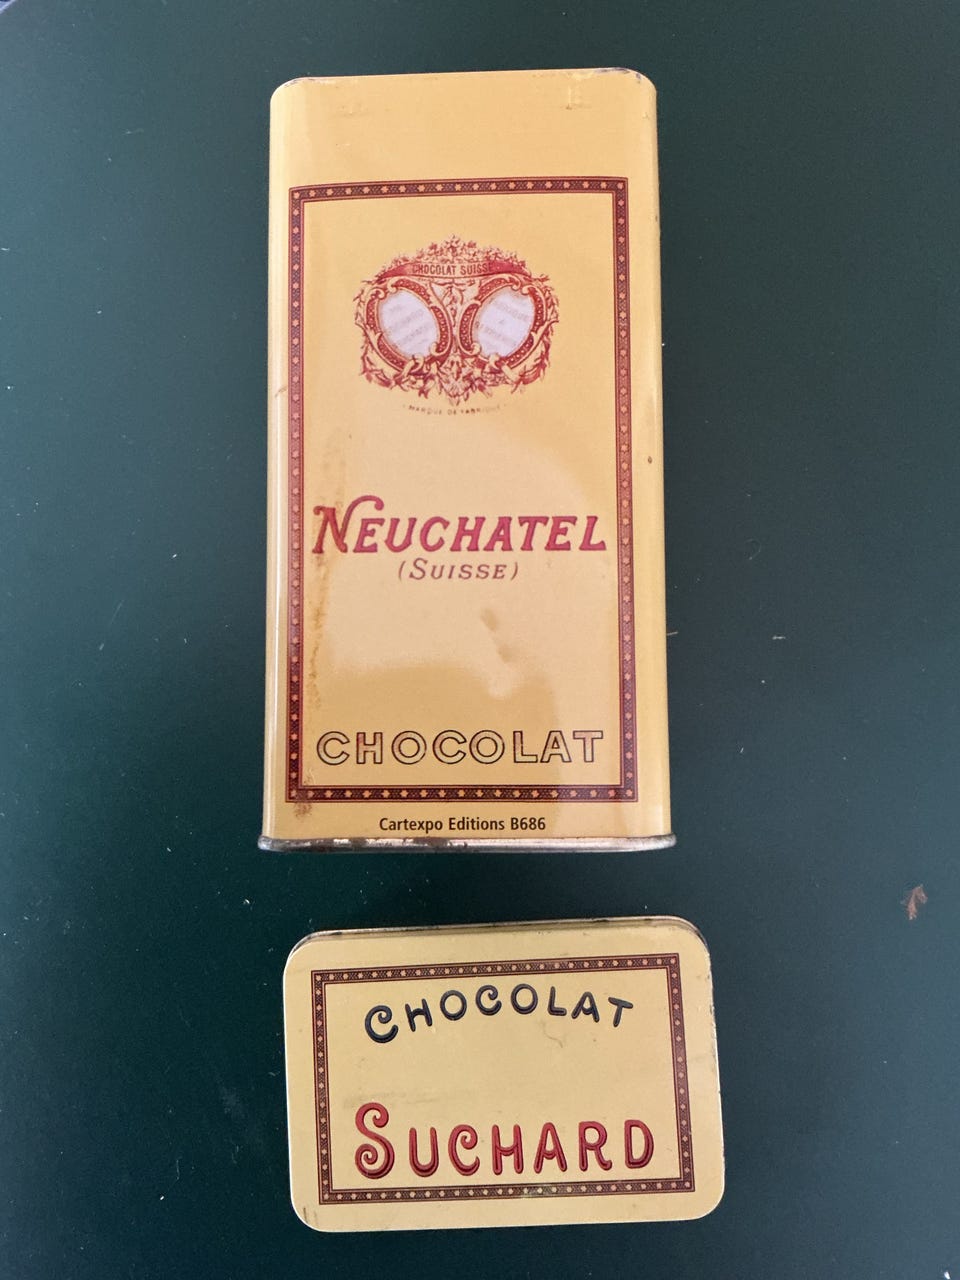 CHOCOLAT SUISSE
MARQUE DE FABRIQUE
NEUCHATEL
(SUISSE)
CHOCOLAT
Cartexpo Editions B686
CHOCOLAT
SUCHARD